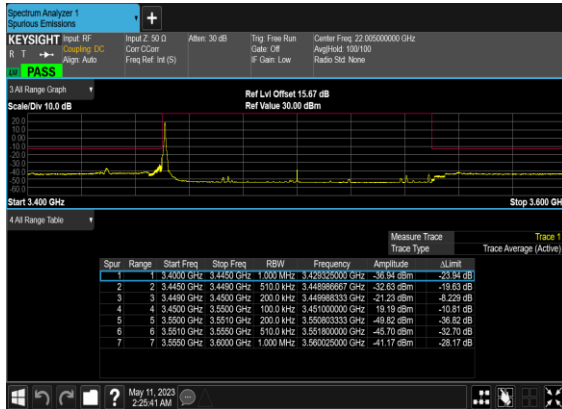 Spectrum Analyzer 1
Spurious Emissions
+
KEYSIGHT Input: RF Input Z: 50 Ω Atten: 30 dB Trig: Free Run Center Freq: 22.005000000 GHz
R T Coupling: DC Corr CCorr Gate: Off Avg|Hold: 100/100
Align: Auto Freq Ref: Int (S) IF Gain: Low Radio Std: None
PASS
3 All Range Graph
Ref Lvl Offset 15.67 dB
Scale/Div 10.0 dB Ref Value 30.00 dBm
20.0
10.0
0.00
-10.0
-20.0
-30.0
-40.0
-50.0
-60.0
Start 3.400 GHz Stop 3.600 GH
4 All Range Table
Measure Trace Trace 1
Trace Type Trace Average (Active)
Spur Range Start Freq Stop Freq RBW Frequency Amplitude ΔLimit
1 1 3.4000 GHz 3.4450 GHz 1.000 MHz 3.429325000 GHz -36.94 dBm -23.94 dB
2 2 3.4450 GHz 3.4490 GHz 510.0 kHz 3.448986667 GHz -32.63 dBm -19.63 dB
3 3 3.4490 GHz 3.4500 GHz 200.0 kHz 3.449988333 GHz -21.23 dBm -8.229 dB
4 4 3.4500 GHz 3.5500 GHz 100.0 kHz 3.451000000 GHz 19.19 dBm -10.81 dB
5 5 3.5500 GHz 3.5510 GHz 200.0 kHz 3.550803333 GHz -49.82 dBm -36.82 dB
6 6 3.5510 GHz 3.5550 GHz 510.0 kHz 3.551800000 GHz -45.70 dBm -32.70 dB
7 7 3.5550 GHz 3.6000 GHz 1.000 MHz 3.560025000 GHz -41.17 dBm -28.17 dB
? May 11, 2023
2:25:41 AM